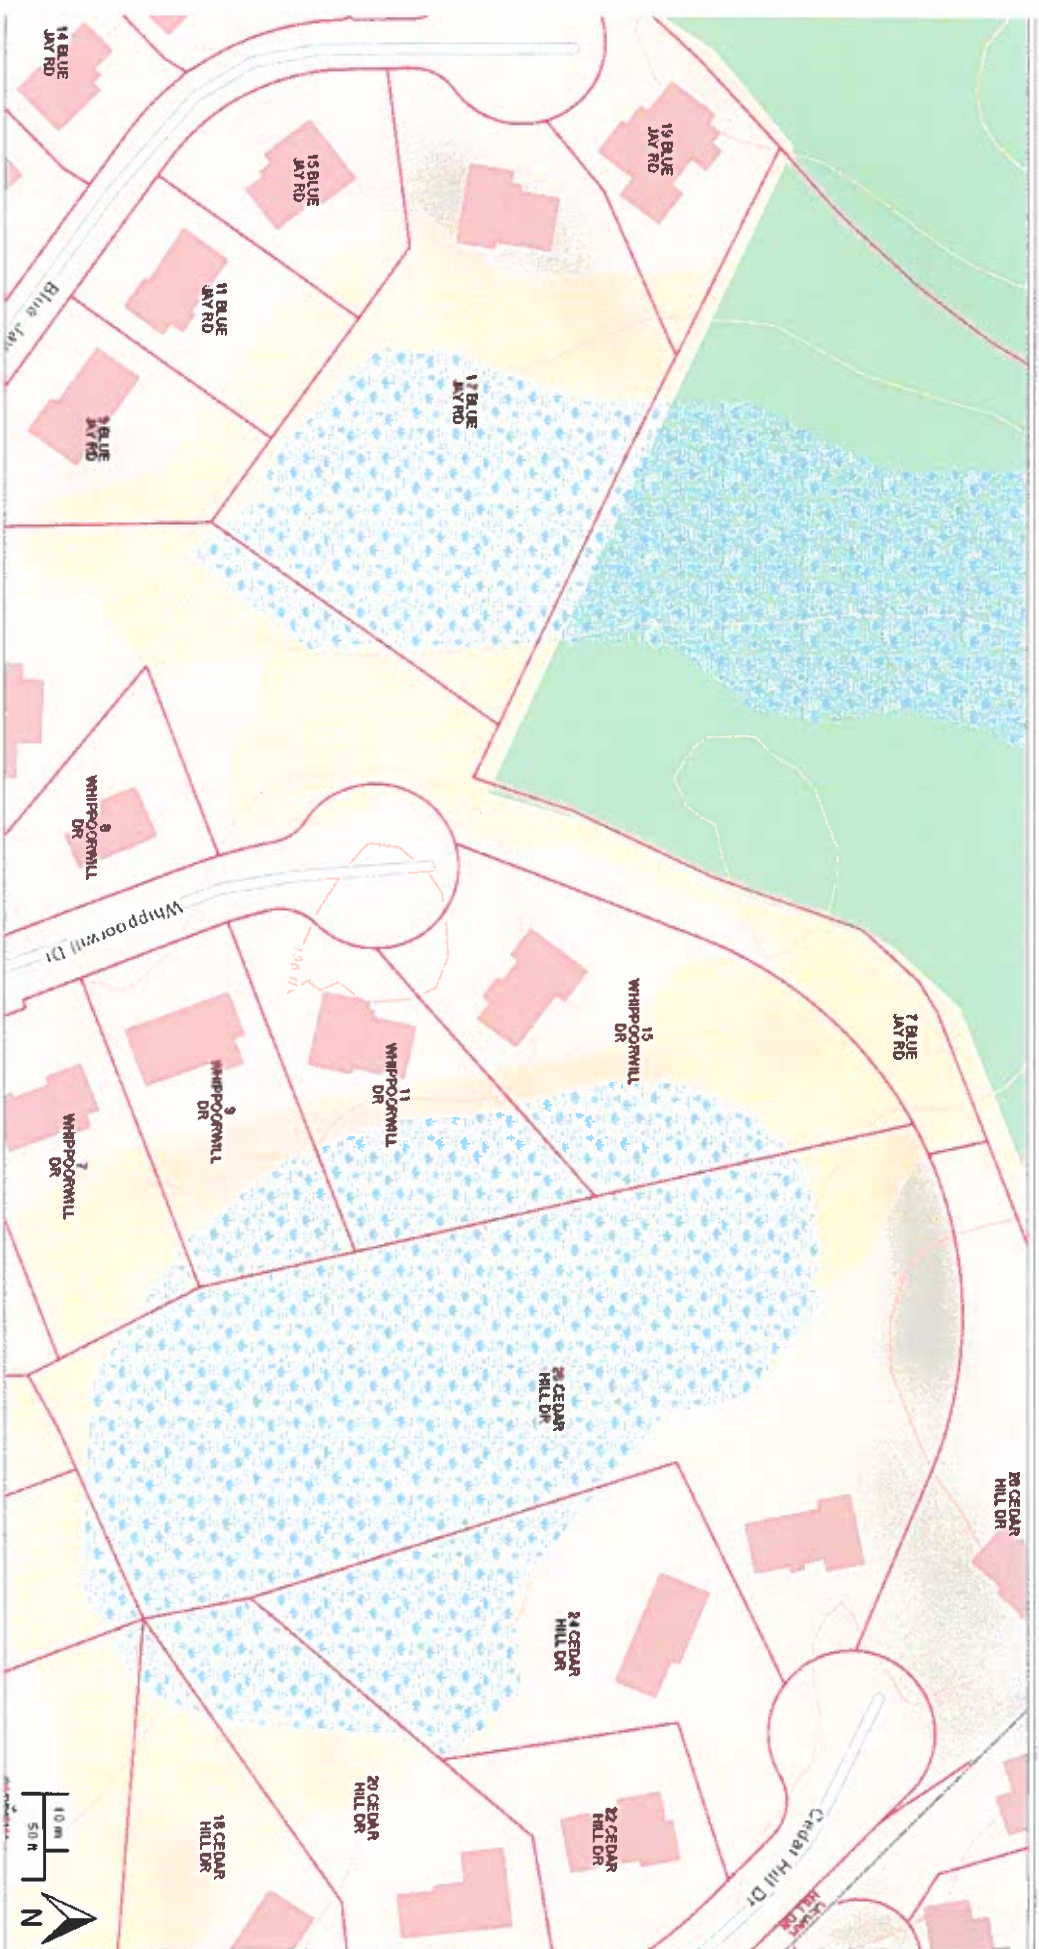 14 BLUE
JAY RD
19 BLUE
JAY RD
15 BLUE
JAY RD
11 BLUE
JAY RD
Blue Jay
17 BLUE
JAY RD
9 BLUE
JAY RD
8
WHIPPOORWILL
DR
Whippoorwill Dr
15
WHIPPOORWILL
DR
7 BLUE
JAY RD
11
WHIPPOORWILL
DR
9
WHIPPOORWILL
DR
7
WHIPPOORWILL
DR
26 CEDAR
HILL DR
28 CEDAR
HILL DR
24 CEDAR
HILL DR
20 CEDAR
HILL DR
22 CEDAR
HILL DR
18 CEDAR
HILL DR
Cedar Hill Dr
CEDAR
HILL DR
10 m
50 ft
N